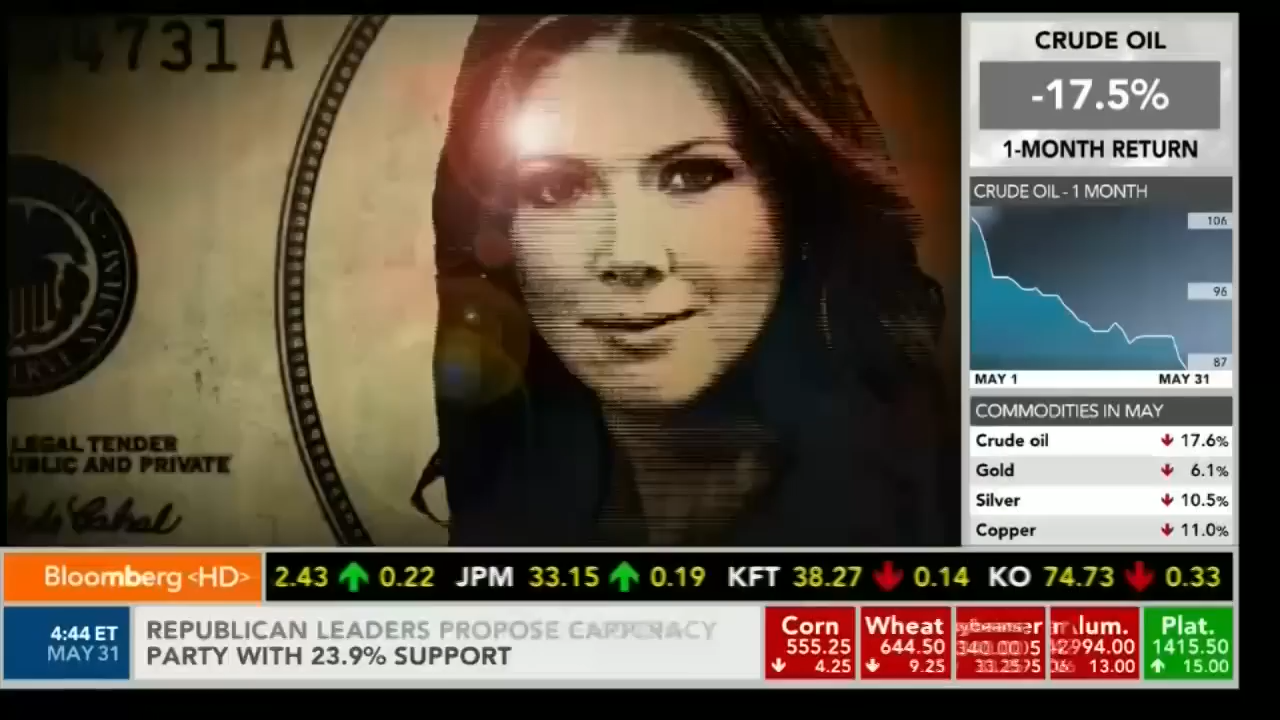 4731 A
LEGAL TENDER
UBLIC AND PRIVATE
CRUDE OIL
-17.5%
1-MONTH RETURN
CRUDE OIL - 1 MONTH
106
96
87
MAY 1 MAY 31
COMMODITIES IN MAY
Crude oil 17.6%
Gold 6.1%
Silver 10.5%
Copper 11.0%
Bloomberg <HD> 2.43 0.22 JPM 33.15 0.19 KFT 38.27 0.14 KO 74.73 0.33
4:44 ET
MAY 31
REPUBLICAN LEADERS PROPOSE
PARTY WITH 23.9% SUPPORT
Corn
555.25
4.25
Wheat
644.50
9.25
lum.
994.00
13.00
Plat.
1415.50
15.00